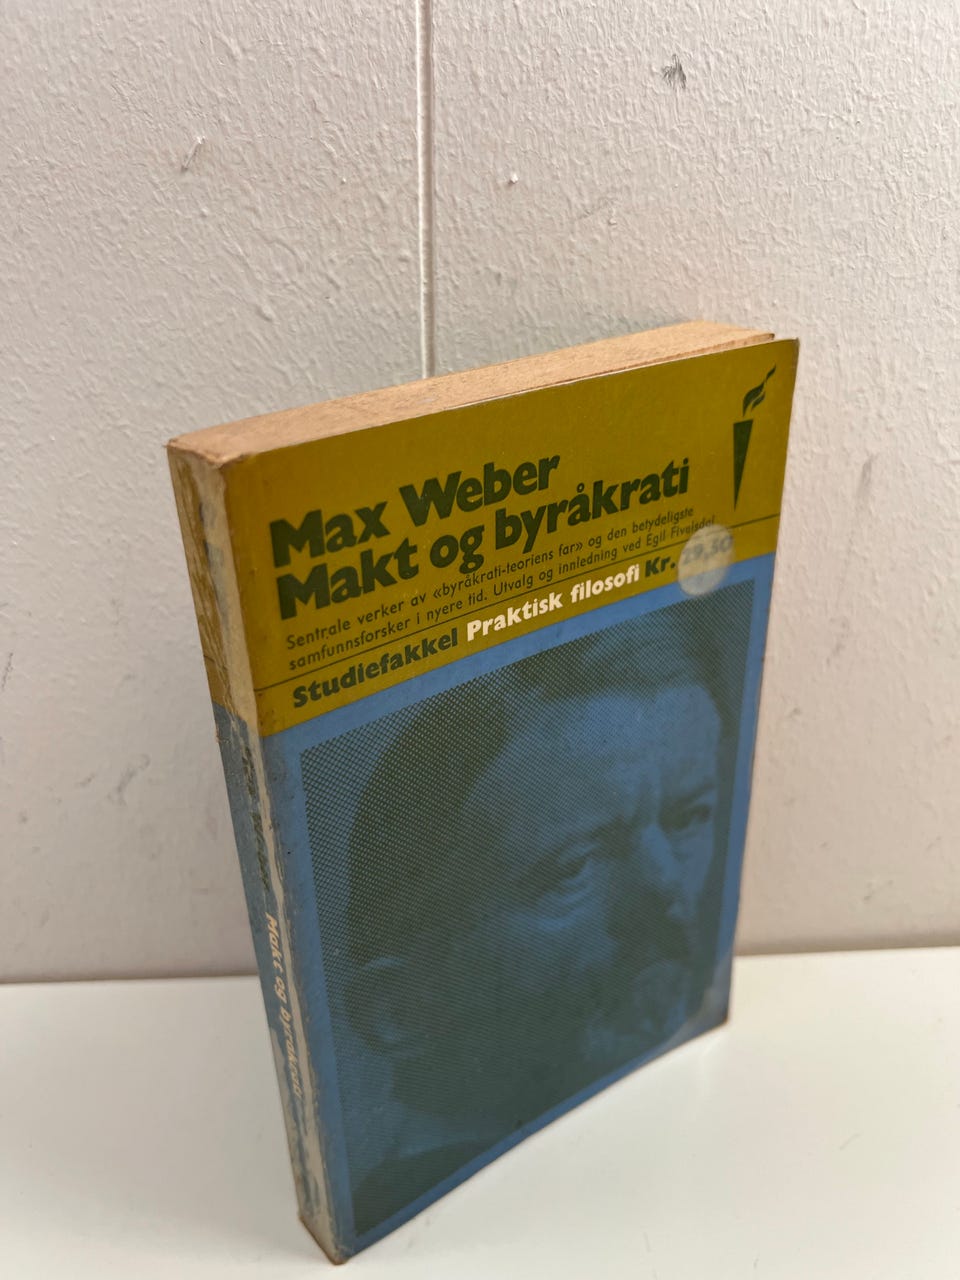 Max Weber
Makt og byråkrati
Sentrale verker av «byråkrati-teoriens far» og den betydeligste
samfunnsforsker i nyere tid. Utvalg og innledning ved Egil Fivelsdal
Studiefakkel Praktisk filosofi Kr. 29,50
Max Weber Makt og byråkrati